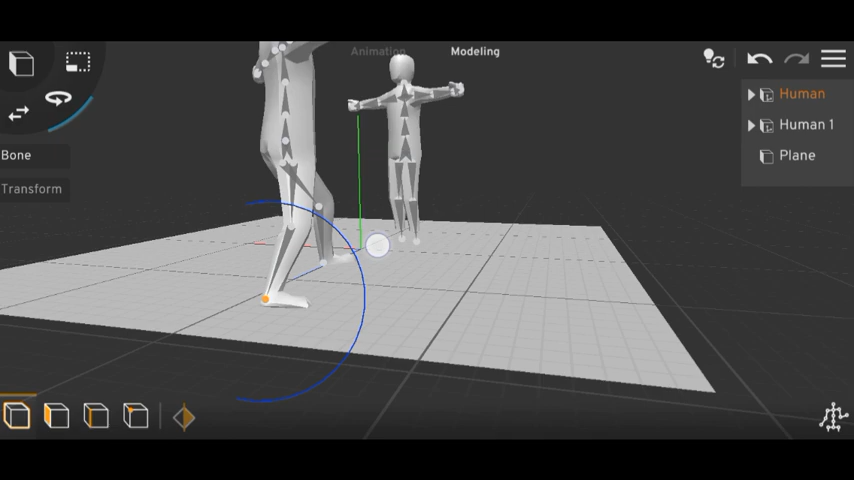 Animation
Modeling
Human
Human 1
Plane
Bone
Transform